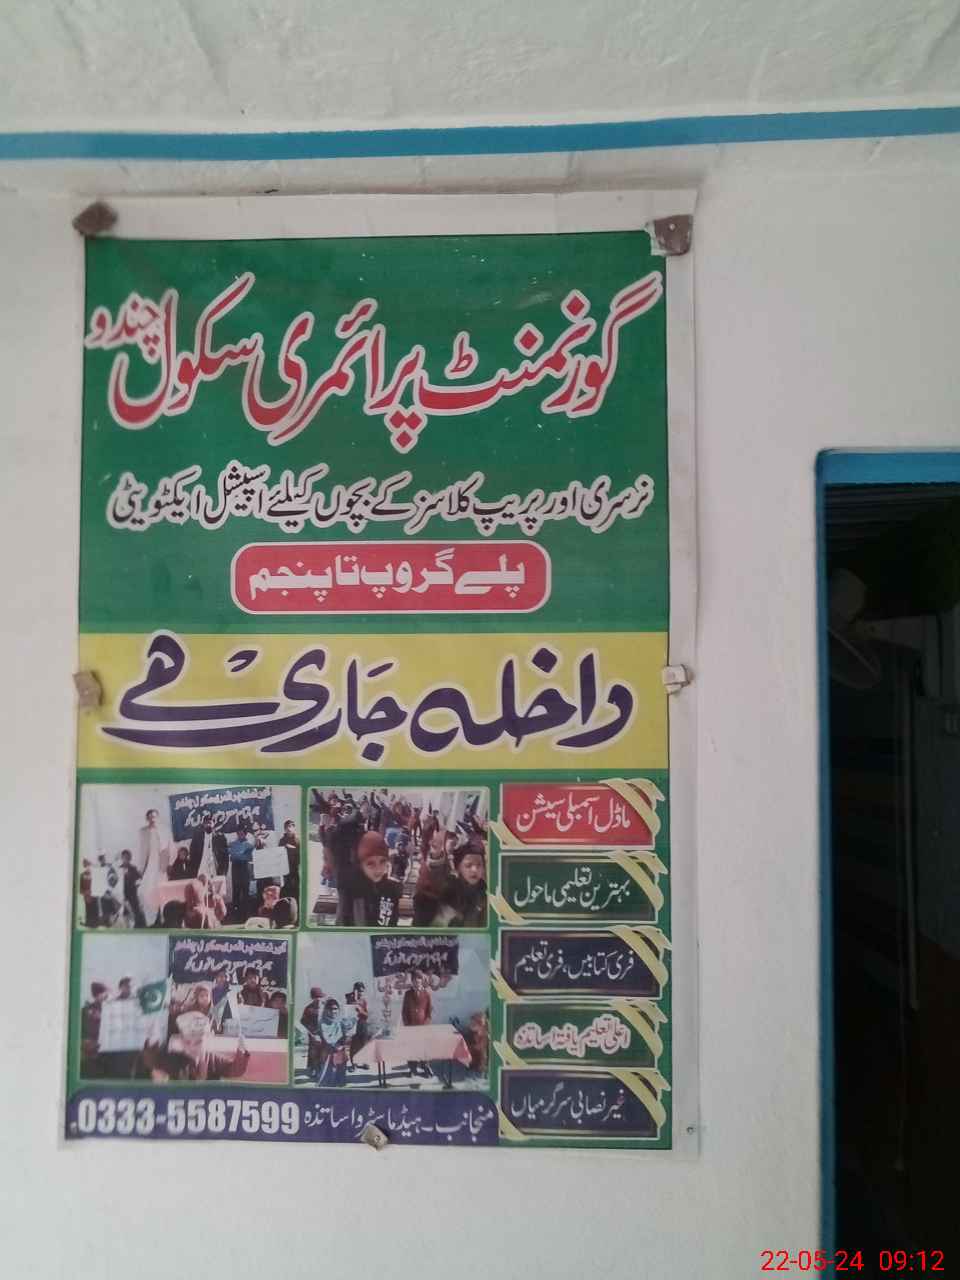 گورنمنٹ پرائمری سکول چندو
نرسری اور پریپ کلاسز کے بچوں کیلئے اسپیشل ایکٹویٹی
پلے گروپ تا پنجم
داخلہ جاری ھے
ماڈل اسمبلی سیشن
بہترین تعلیمی ماحول
فری کتابیں، فری تعلیم
اعلیٰ تعلیم یافتہ اساتذہ
غیر نصابی سرگرمیاں
منجانب۔ ہیڈ ماسٹر و اساتذہ 0333-5587599
22-05-24 09:12